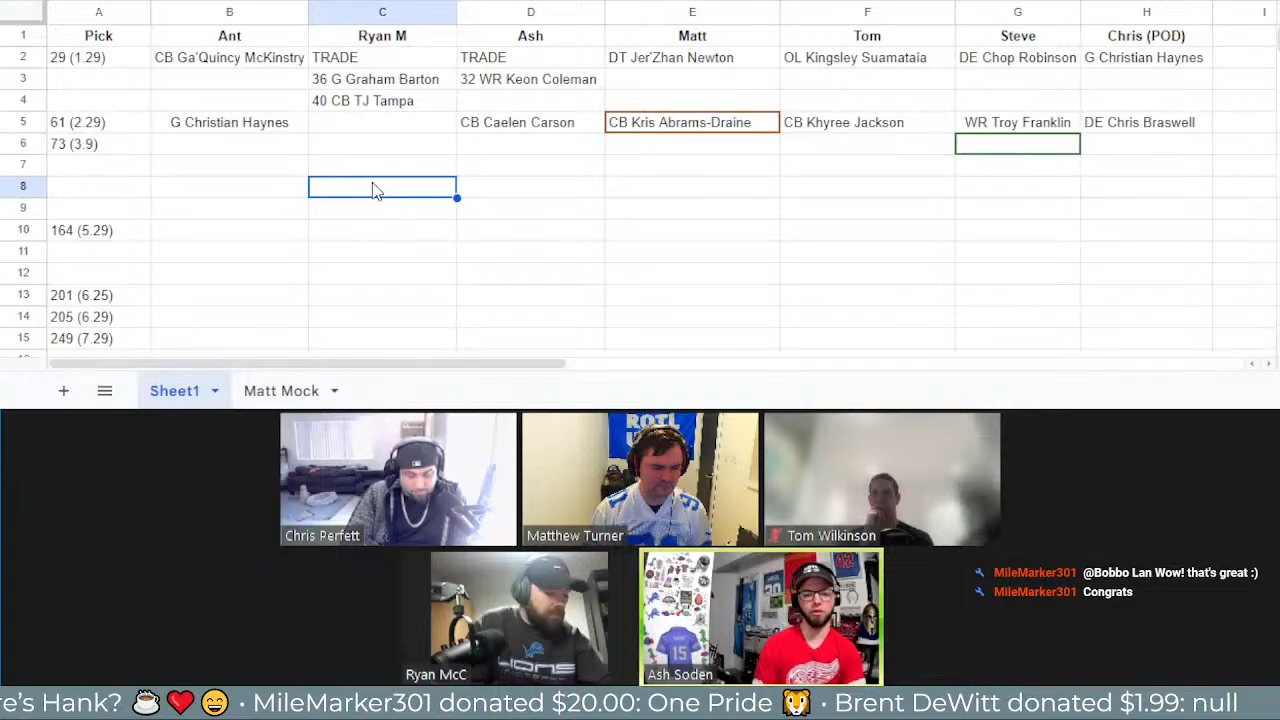 A B C D E F G H I
1 Pick Ant Ryan M Ash Matt Tom Steve Chris (POD)
2 29 (1.29) CB Ga'Quincy McKinstry TRADE TRADE DT Jer'Zhan Newton OL Kingsley Suamataia DE Chop Robinson G Christian Haynes
3 36 G Graham Barton 32 WR Keon Coleman
4 40 CB TJ Tampa
5 61 (2.29) G Christian Haynes CB Caelen Carson CB Kris Abrams-Draine CB Khyree Jackson WR Troy Franklin DE Chris Braswell
6 73 (3.9)
7
8
9
10 164 (5.29)
11
12
13 201 (6.25)
14 205 (6.29)
15 249 (7.29)
Sheet1 Matt Mock
ROTL
Chris Perfett Matthew Turner Tom Wilkinson
MileMarker301 @Bobbo Lan Wow! that's great :)
MileMarker301 Congrats
LIONS
15
Ryan McC Ash Soden
re's Hank? ☕❤️😄 · MileMarker301 donated $20.00: One Pride 🦁 · Brent DeWitt donated $1.99: null